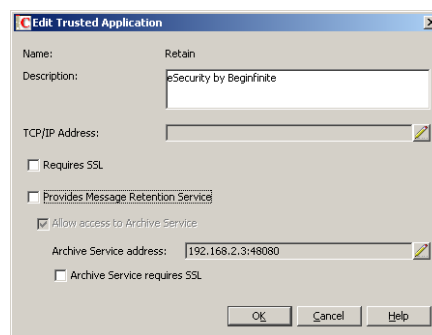 Edit Trusted Application
Name: Retain
Description: eSecurity by Beginfinite
TCP/IP Address:
Requires SSL
Provides Message Retention Service
Allow access to Archive Service
Archive Service address: 192.168.2.3:48080
Archive Service requires SSL
OK Cancel Help